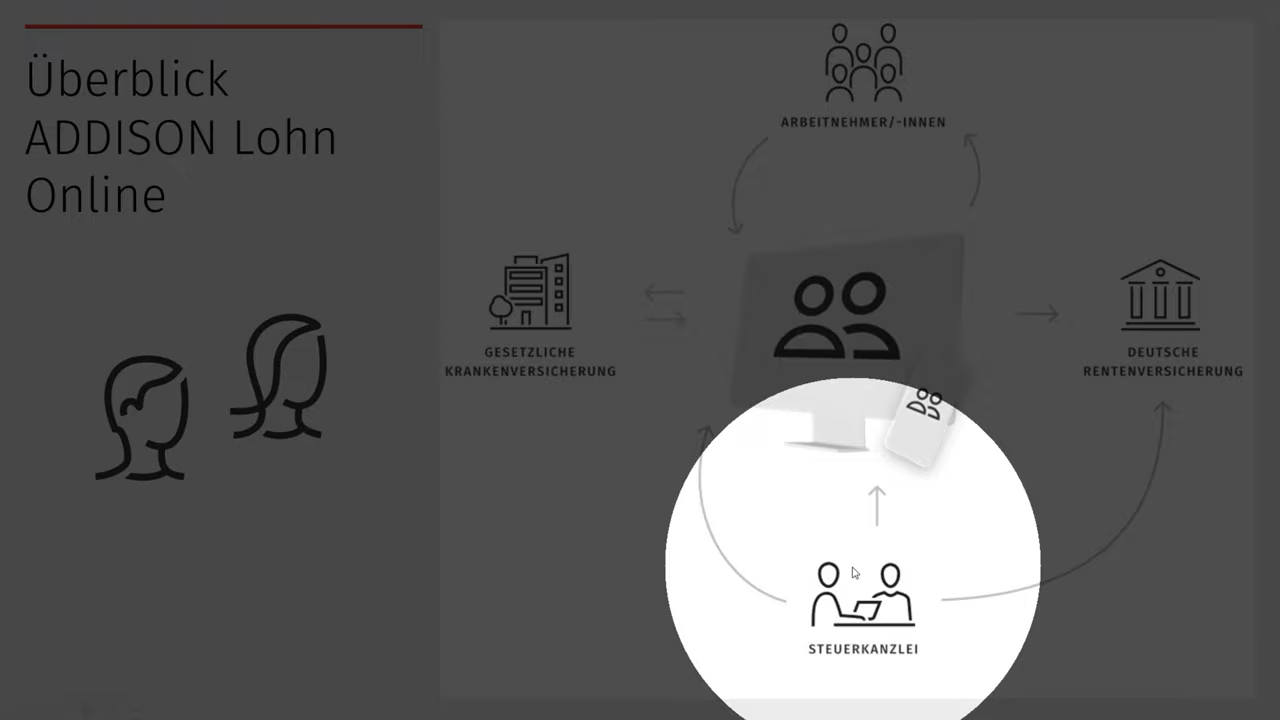 Überblick
ADDISON Lohn
Online
ARBEITNEHMER/-INNEN
GESETZLICHE
KRANKENVERSICHERUNG
DEUTSCHE
RENTENVERSICHERUNG
STEUERKANZLEI